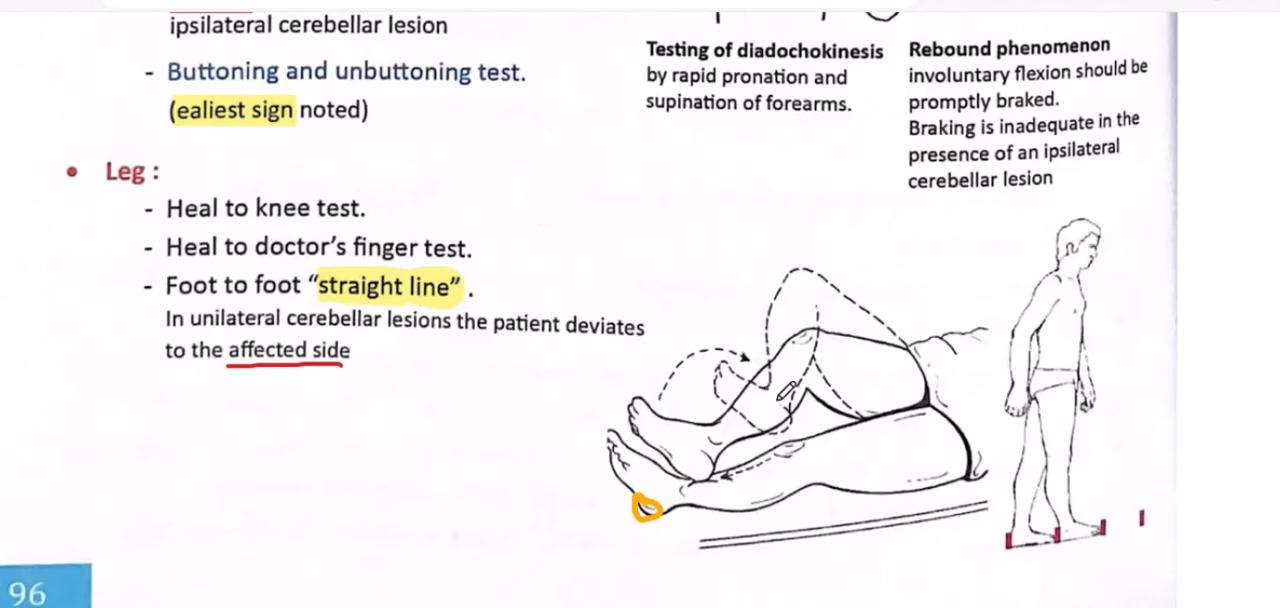 ipsilateral cerebellar lesion
- Buttoning and unbuttoning test.
(ealiest sign noted)
• Leg :
- Heal to knee test.
- Heal to doctor's finger test.
- Foot to foot “straight line” .
In unilateral cerebellar lesions the patient deviates
to the affected side
Testing of diadochokinesis
by rapid pronation and
supination of forearms.
Rebound phenomenon
involuntary flexion should be
promptly braked.
Braking is inadequate in the
presence of an ipsilateral
cerebellar lesion
96